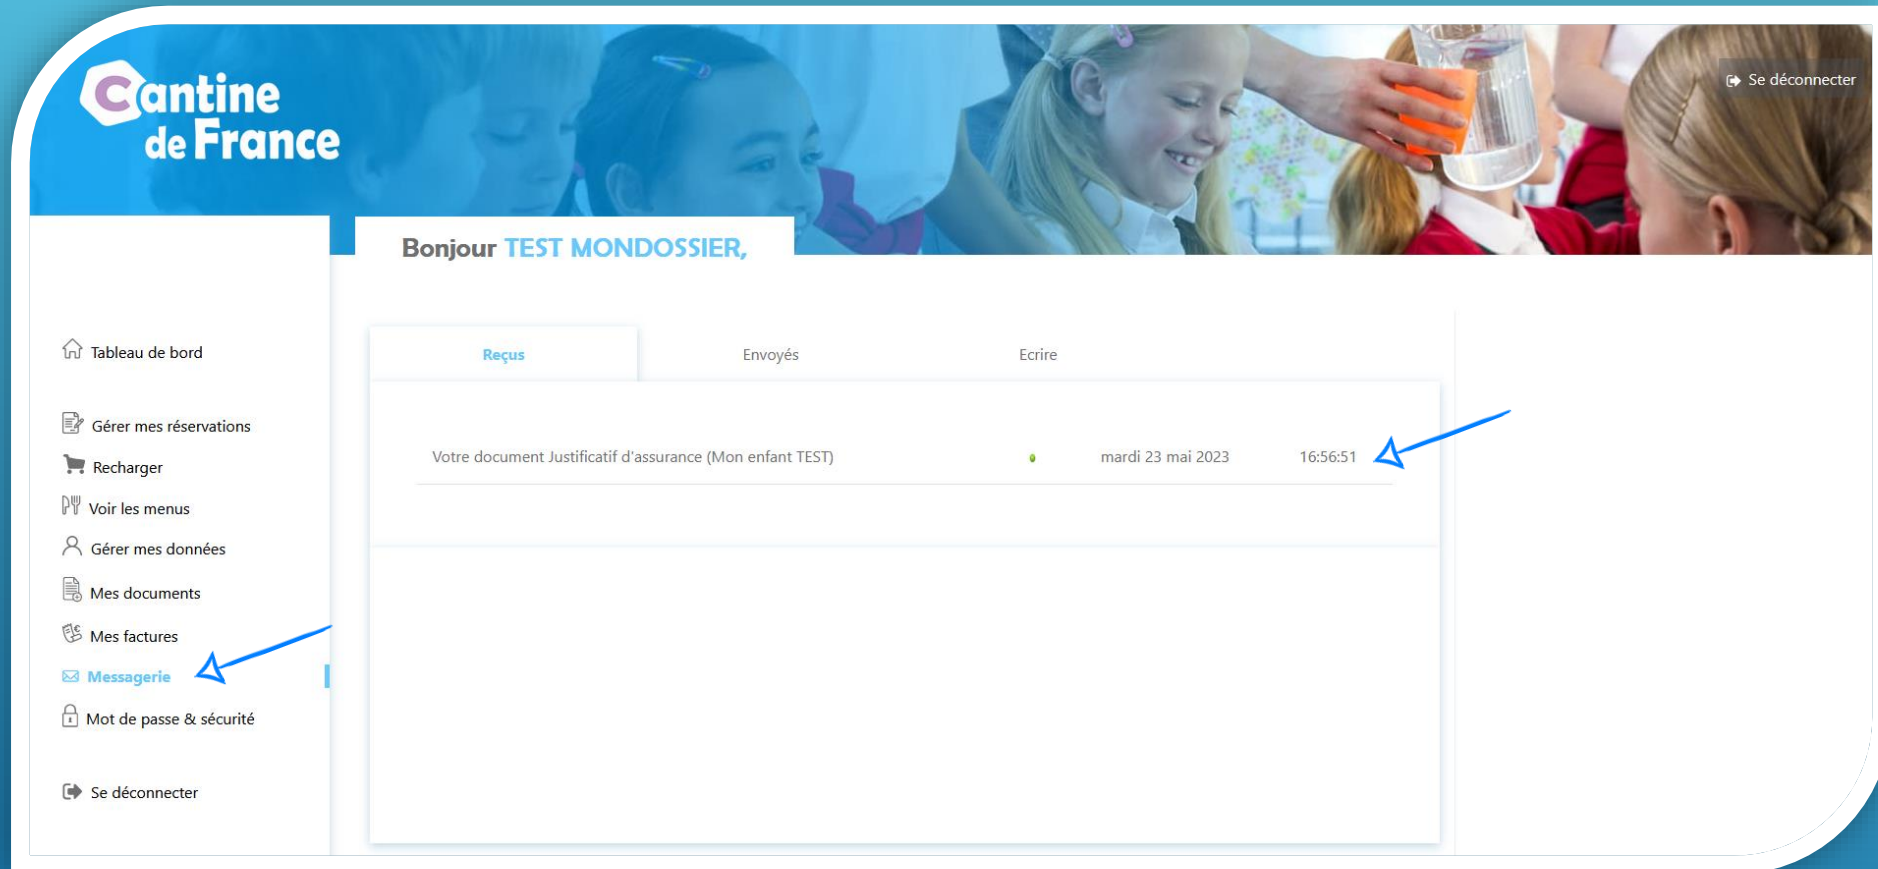 Cantine
de France
Se déconnecter
Bonjour TEST MONDOSSIER,
Tableau de bord
Gérer mes réservations
Recharger
Voir les menus
Gérer mes données
Mes documents
Mes factures
Messagerie
Mot de passe & sécurité
Se déconnecter
Reçus Envoyés Ecrire
Votre document Justificatif d'assurance (Mon enfant TEST) mardi 23 mai 2023 16:56:51